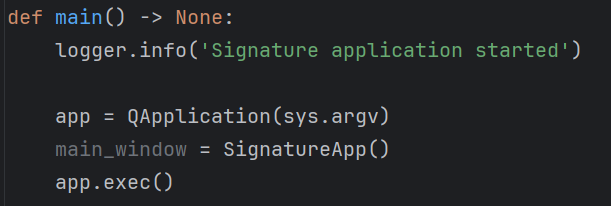 def main() -> None:
    logger.info('Signature application started')

    app = QApplication(sys.argv)
    main_window = SignatureApp()
    app.exec()